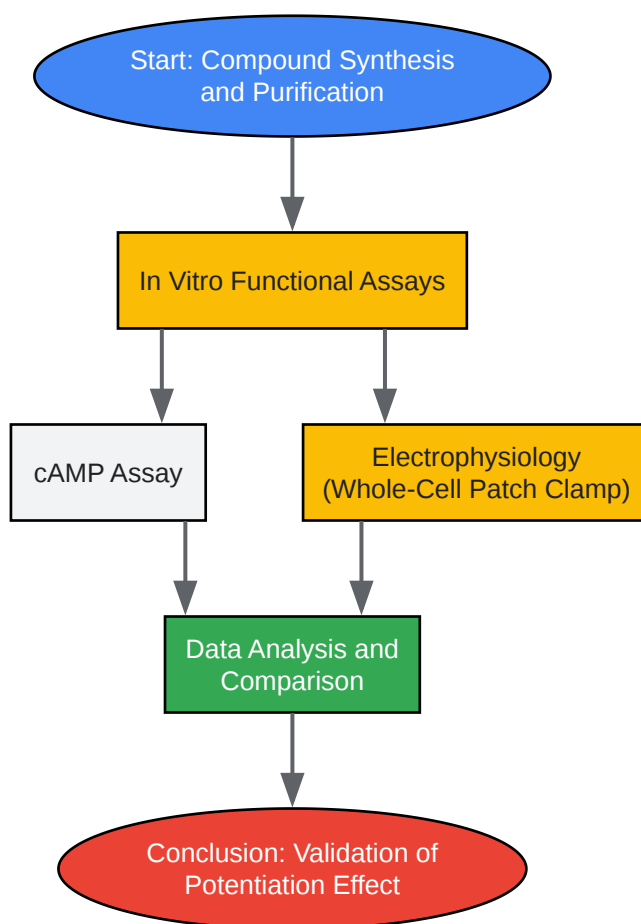 Start: Compound Synthesis
and Purification
In Vitro Functional Assays
cAMP Assay
Electrophysiology
(Whole-Cell Patch Clamp)
Data Analysis and
Comparison
Conclusion: Validation of
Potentiation Effect